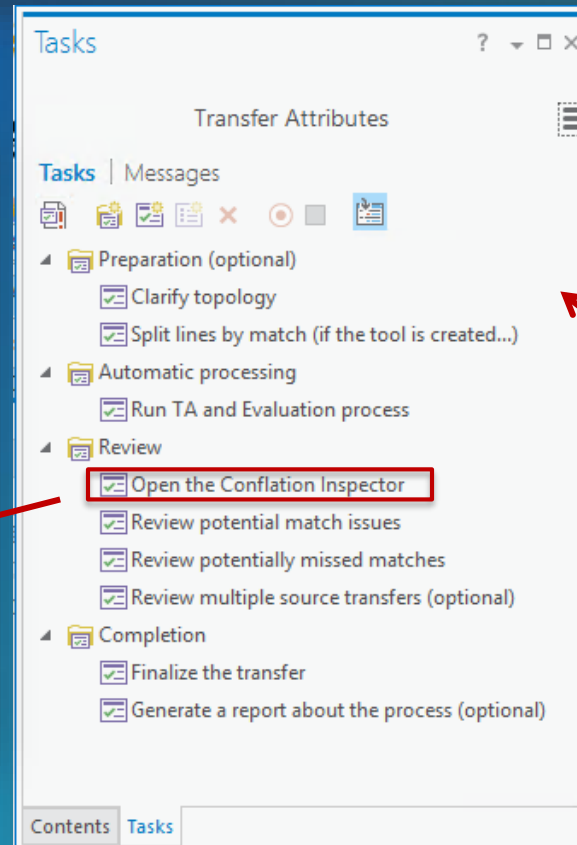 Tasks
?
Transfer Attributes
Tasks | Messages
Preparation (optional)
Clarify topology
Split lines by match (if the tool is created...)
Automatic processing
Run TA and Evaluation process
Review
Open the Conflation Inspector
Review potential match issues
Review potentially missed matches
Review multiple source transfers (optional)
Completion
Finalize the transfer
Generate a report about the process (optional)
Contents Tasks